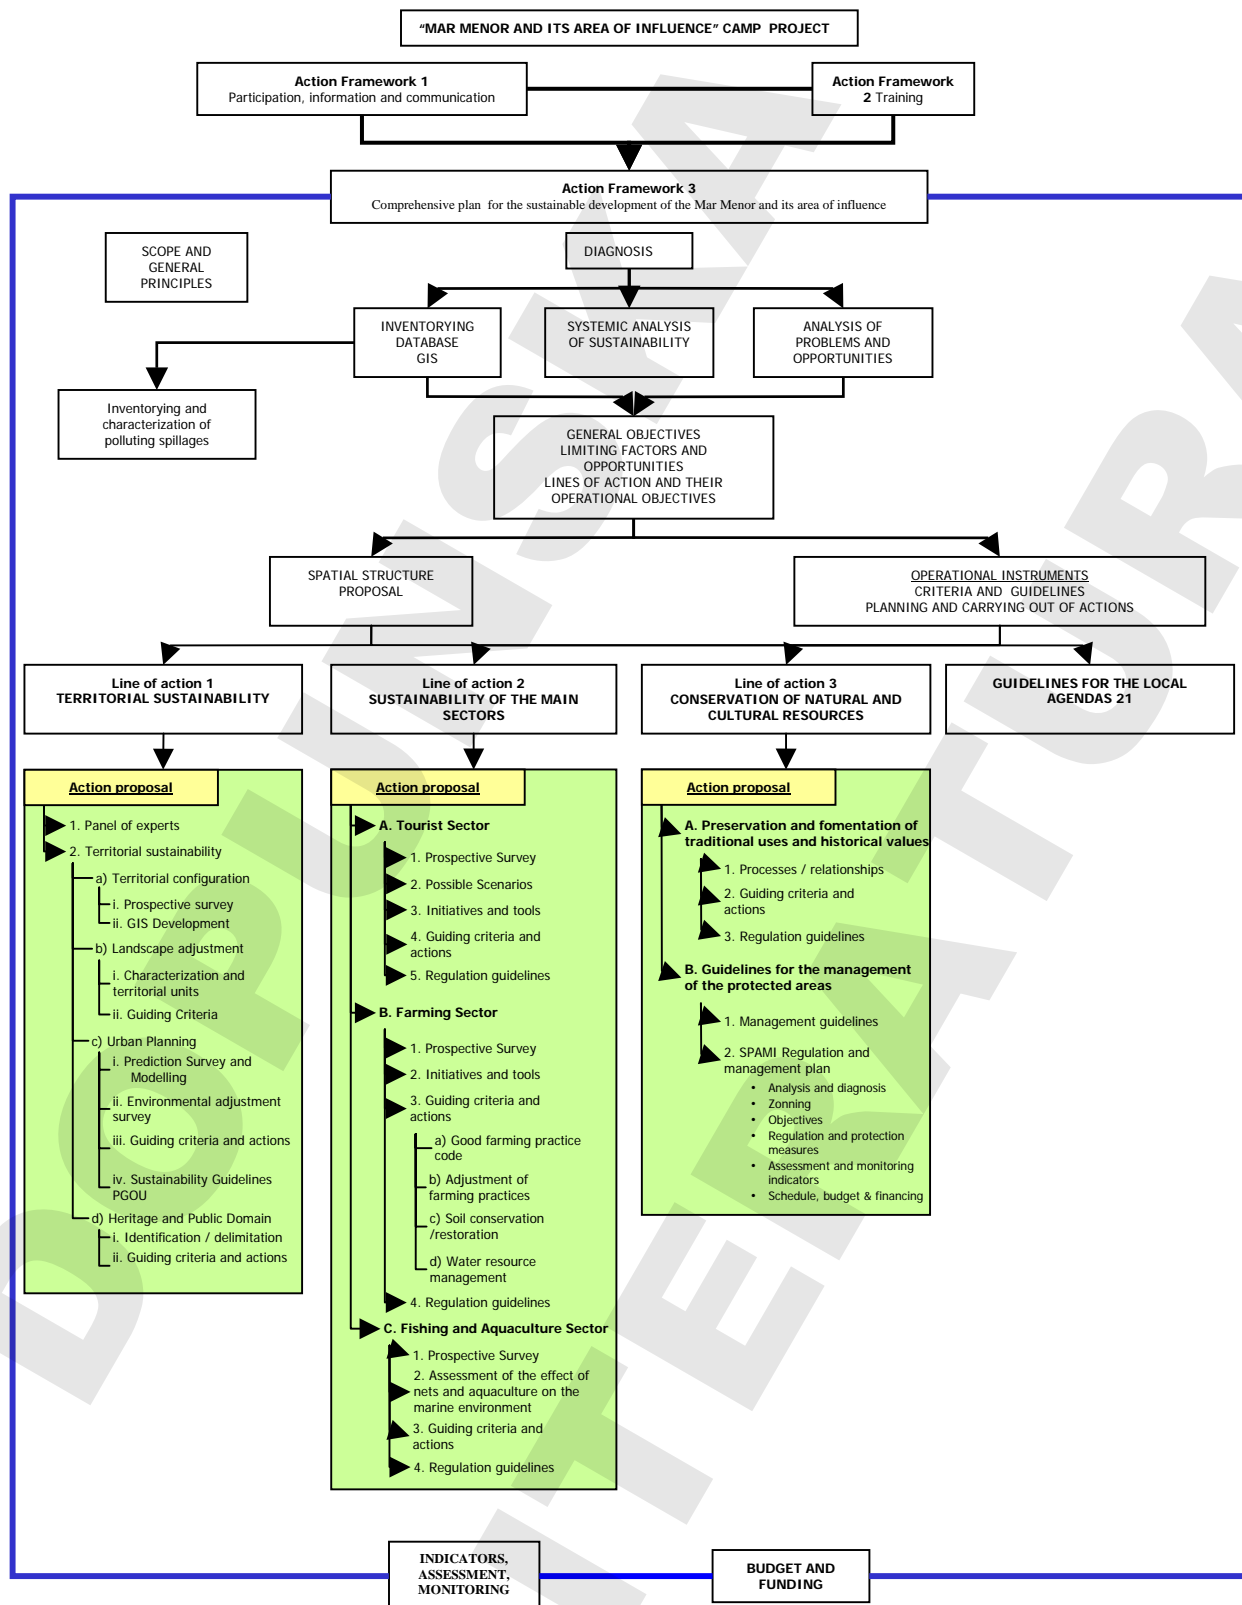 “MAR MENOR AND ITS AREA OF INFLUENCE” CAMP PROJECT
Action Framework 1
Participation, information and communication
Action Framework
2 Training
Action Framework 3
Comprehensive plan for the sustainable development of the Mar Menor and its area of influence
SCOPE AND
GENERAL
PRINCIPLES
DIAGNOSIS
INVENTORYING
DATABASE
GIS
SYSTEMIC ANALYSIS
OF SUSTAINABILITY
ANALYSIS OF
PROBLEMS AND
OPPORTUNITIES
Inventorying and
characterization of
polluting spillages
GENERAL OBJECTIVES
LIMITING FACTORS AND
OPPORTUNITIES
LINES OF ACTION AND THEIR
OPERATIONAL OBJECTIVES
SPATIAL STRUCTURE
PROPOSAL
OPERATIONAL INSTRUMENTS
CRITERIA AND GUIDELINES
PLANNING AND CARRYING OUT OF ACTIONS
Line of action 1
TERRITORIAL SUSTAINABILITY
Line of action 2
SUSTAINABILITY OF THE MAIN
SECTORS
Line of action 3
CONSERVATION OF NATURAL AND
CULTURAL RESOURCES
GUIDELINES FOR THE LOCAL
AGENDAS 21
Action proposal
1. Panel of experts
2. Territorial sustainability
a) Territorial configuration
i. Prospective survey
ii. GIS Development
b) Landscape adjustment
i. Characterization and
territorial units
ii. Guiding Criteria
c) Urban Planning
i. Prediction Survey and
Modelling
ii. Environmental adjustment
survey
iii. Guiding criteria and actions
iv. Sustainability Guidelines
PGOU
d) Heritage and Public Domain
i. Identification / delimitation
ii. Guiding criteria and actions
Action proposal
A. Tourist Sector
1. Prospective Survey
2. Possible Scenarios
3. Initiatives and tools
4. Guiding criteria and
actions
5. Regulation guidelines
B. Farming Sector
1. Prospective Survey
2. Initiatives and tools
3. Guiding criteria and
actions
a) Good farming practice
code
b) Adjustment of
farming practices
c) Soil conservation
/restoration
d) Water resource
management
4. Regulation guidelines
C. Fishing and Aquaculture Sector
1. Prospective Survey
2. Assessment of the effect of
nets and aquaculture on the
marine environment
3. Guiding criteria and
actions
4. Regulation guidelines
Action proposal
A. Preservation and fomentation of
traditional uses and historical values
1. Processes / relationships
2. Guiding criteria and
actions
3. Regulation guidelines
B. Guidelines for the management
of the protected areas
1. Management guidelines
2. SPAMI Regulation and
management plan
• Analysis and diagnosis
• Zonning
• Objectives
• Regulation and protection
measures
• Assessment and monitoring
indicators
• Schedule, budget & financing
INDICATORS,
ASSESSMENT,
MONITORING
BUDGET AND
FUNDING
DOPUNSKA
LITERATURA